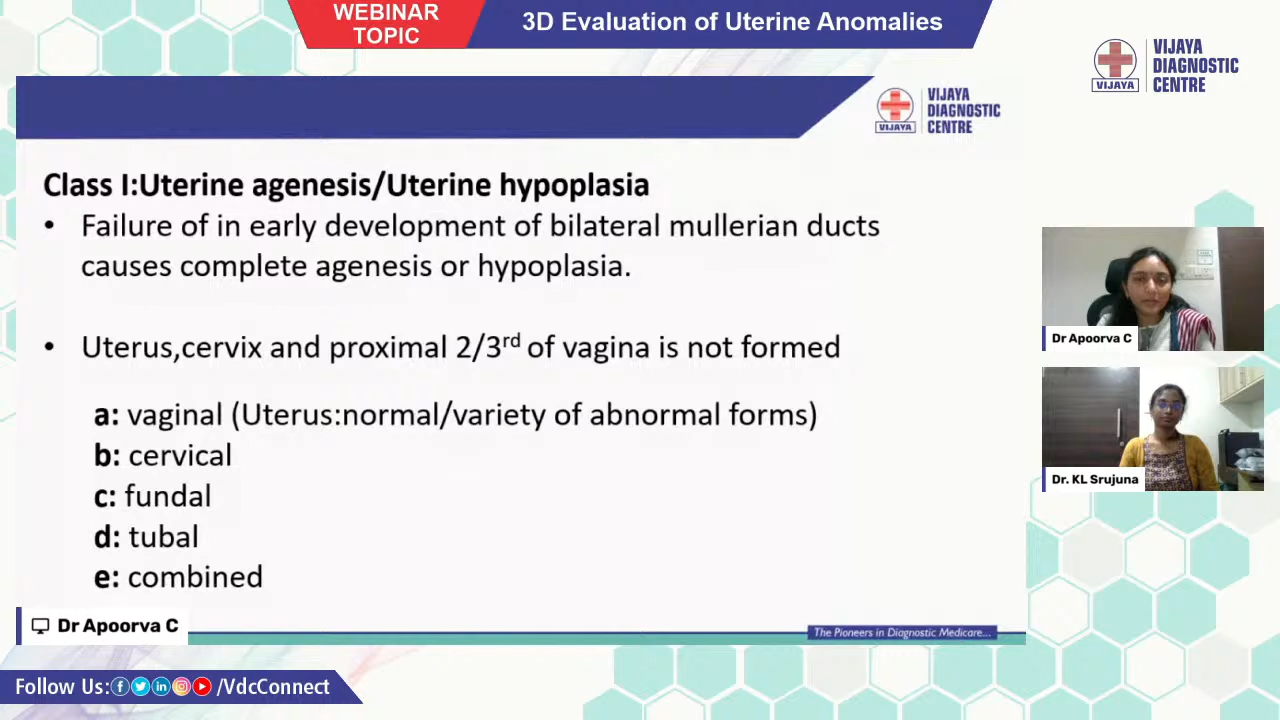 WEBINAR
TOPIC
3D Evaluation of Uterine Anomalies
VIJAYA
VIJAYA
DIAGNOSTIC
CENTRE
VIJAYA
VIJAYA
DIAGNOSTIC
CENTRE
Class I:Uterine agenesis/Uterine hypoplasia
• Failure of in early development of bilateral mullerian ducts
causes complete agenesis or hypoplasia.
• Uterus,cervix and proximal 2/3rd of vagina is not formed
a: vaginal (Uterus:normal/variety of abnormal forms)
b: cervical
c: fundal
d: tubal
e: combined
Dr Apoorva C
The Pioneers in Diagnostic Medicare...
Dr Apoorva C
Dr. KL Srujuna
Follow Us: /VdcConnect